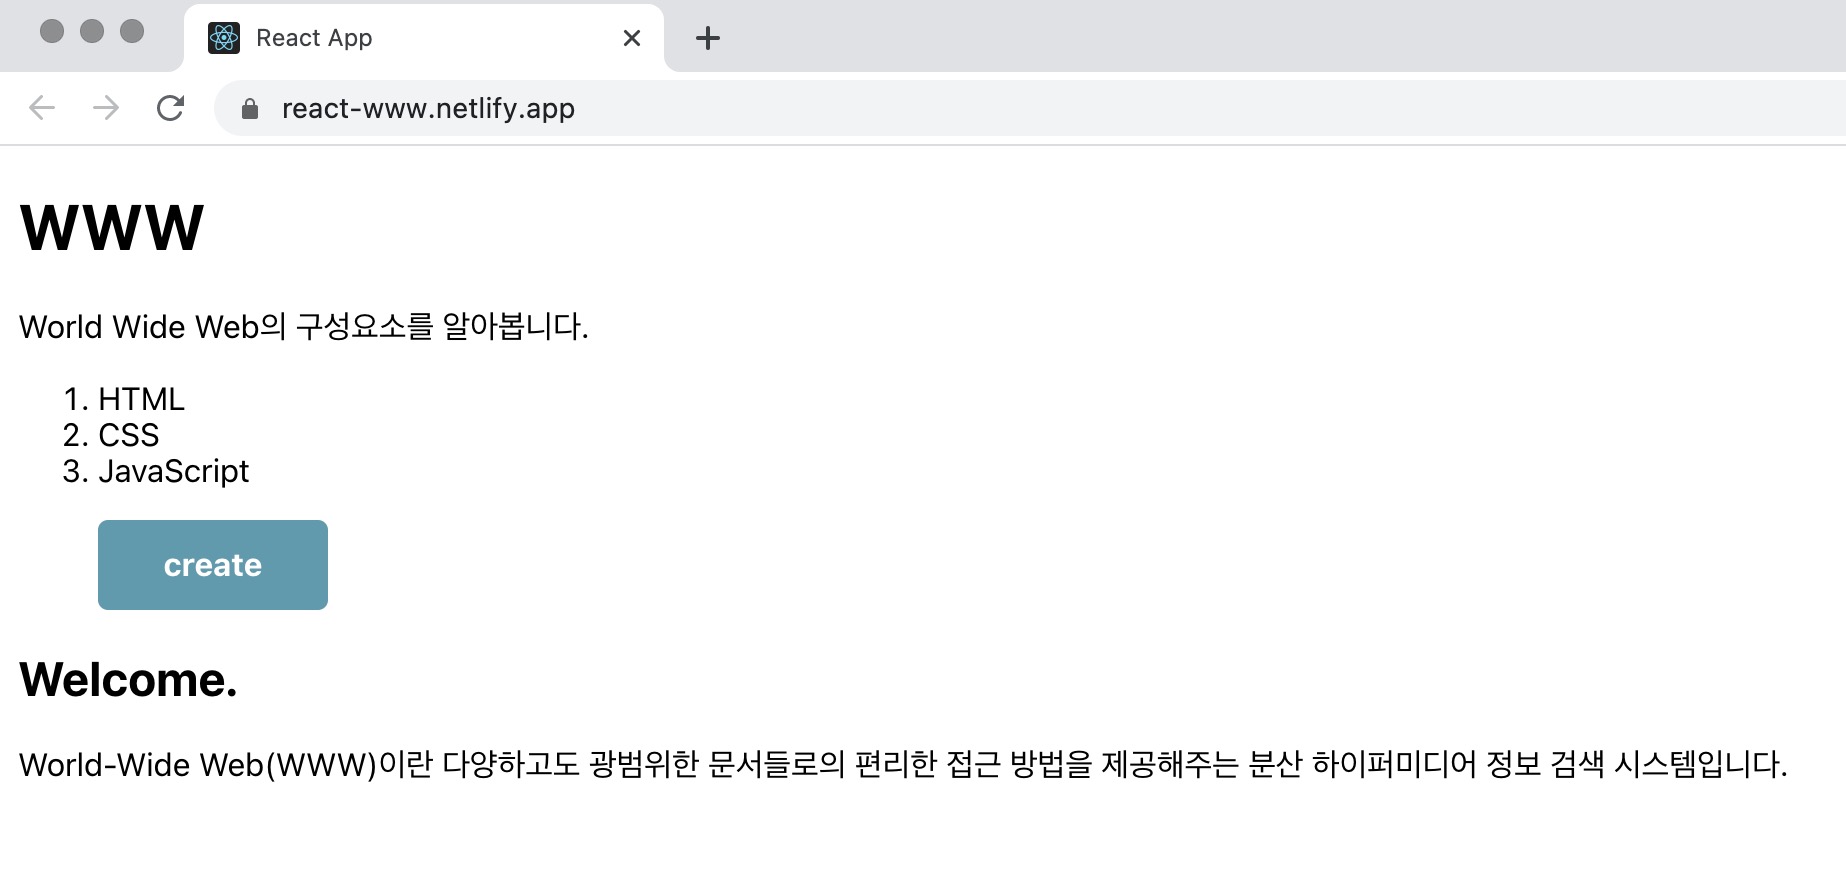 React App
react-www.netlify.app
WWW
World Wide Web의 구성요소를 알아봅니다.
1. HTML
2. CSS
3. JavaScript
create
Welcome.
World-Wide Web(WWW)이란 다양하고도 광범위한 문서들로의 편리한 접근 방법을 제공해주는 분산 하이퍼미디어 정보 검색 시스템입니다.